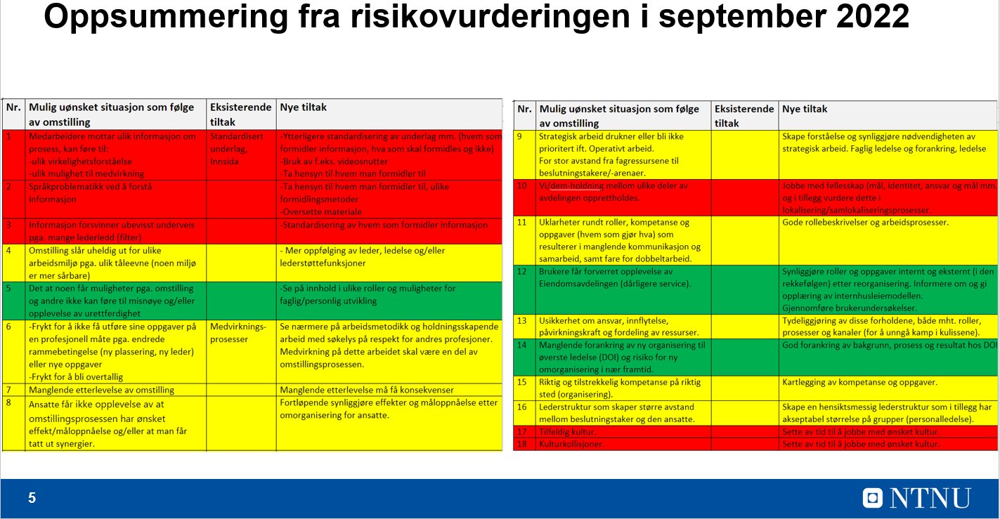 Oppsummering fra risikovurderingen i september 2022
Nr. Mulig uønsket situasjon som følge av omstilling Eksisterende tiltak Nye tiltak
1 Medarbeidere mottar ulik informasjon om
prosess, kan føre til:
-ulik virkelighetsforståelse
-ulik mulighet til medvirkning
Standardisert
underlag,
Innsida
-Ytterligere standardisering av underlag mm. (hvem som
formidler informasjon, hva som skal formidles og ikke)
-Bruk av f.eks. videosnutter
-Ta hensyn til hvem man formidler til
2 Språkproblematikk ved å forstå
informasjon
-Ta hensyn til hvem man formidler til, ulike
formidlingsmetoder
-Oversette materiale
3 Informasjon forsvinner ubevisst underveis
pga. mange lederledd (filter)
-Standardisering av hvem som formidler informasjon
4 Omstilling slår uheldig ut for ulike
arbeidsmiljø pga. ulik tåleevne (noen miljø
er mer sårbare)
- Mer oppfølging av leder, ledelse og/eller
lederstøttefunksjoner
5 Det at noen får muligheter pga. omstilling
og andre ikke kan føre til misnøye og/eller
opplevelse av urettferdighet
-Se på innhold i ulike roller og muligheter for
faglig/personlig utvikling
6 -Frykt for å ikke få utføre sine oppgaver på
en profesjonell måte pga. endrede
rammebetingelse (ny plassering, ny leder)
eller nye oppgaver
-Frykt for å bli overtallig
Medvirknings-
prosesser
Se nærmere på arbeidsmetodikk og holdningsskapende
arbeid med søkelys på respekt for andres profesjoner.
Medvirkning på dette arbeidet skal være en del av
omstillingsprosessen.
7 Manglende etterlevelse av omstilling
Manglende etterlevelse må få konsekvenser
8 Ansatte får ikke opplevelse av at
omstillingsprosessen har ønsket
effekt/måloppnåelse og/eller at man får
tatt ut synergier.
Fortløpende synliggjøre effekter og måloppnåelse etter
omorganisering for ansatte.
Nr. Mulig uønsket situasjon som følge av omstilling Eksisterende tiltak Nye tiltak
9 Strategisk arbeid drukner eller bli ikke
prioritert ift. Operativt arbeid.
For stor avstand fra fagressursene til
beslutningstakere/-arenaer.
Skape forståelse og synliggjøre nødvendigheten av
strategisk arbeid. Faglig ledelse og forankring, ledelse
10 Vi/dem-holdning mellom ulike deler av
avdelingen opprettholdes.
Jobbe med fellesskap (mål, identitet, ansvar og mål mm.
og i tillegg vurdere dette i
lokalisering/samlokaliseringsprosesser.
11 Uklarheter rundt roller, kompetanse og
oppgaver (hvem som gjør hva) som
resulterer i manglende kommunikasjon og
samarbeid, samt fare for dobbeltarbeid.
Gode rollebeskrivelser og arbeidsprosesser.
12 Brukere får forverret opplevelse av
Eiendomsavdelingen (dårligere service).
Synliggjøre roller og oppgaver internt og eksternt (i den
rekkefølgen) etter reorganisering. Informere om og gi
opplæring av internhusleiemodellen.
Gjennomføre brukerundersøkelser.
13 Usikkerhet om ansvar, innflytelse,
påvirkningskraft og fordeling av ressurser.
Tydeliggjøring av disse forholdene, både mht. roller,
prosesser og kanaler (for å unngå kamp i kulissene).
14 Manglende forankring av ny organisering til
øverste ledelse (DOI) og risiko for ny
omorganisering i nær framtid.
God forankring av bakgrunn, prosess og resultat hos DOI
15 Riktig og tilstrekkelig kompetanse på riktig
sted (organisering).
Kartlegging av kompetanse og oppgaver.
16 Lederstruktur som skaper større avstand
mellom beslutningstaker og den ansatte.
Skape en hensiktsmessig lederstruktur som i tillegg har
akseptabel størrelse på grupper (personalledelse).
17 Tilfeldig kultur.
Sette av tid til å jobbe med ønsket kultur.
18 Kulturkollisjoner.
Sette av tid til å jobbe med ønsket kultur.
5
NTNU